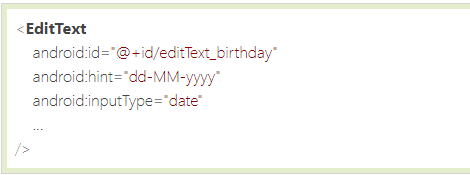 <EditText
android:id="@+id/editText_birthday"
android:hint="dd-MM-yyyy"
android:inputType="date"
...
/>